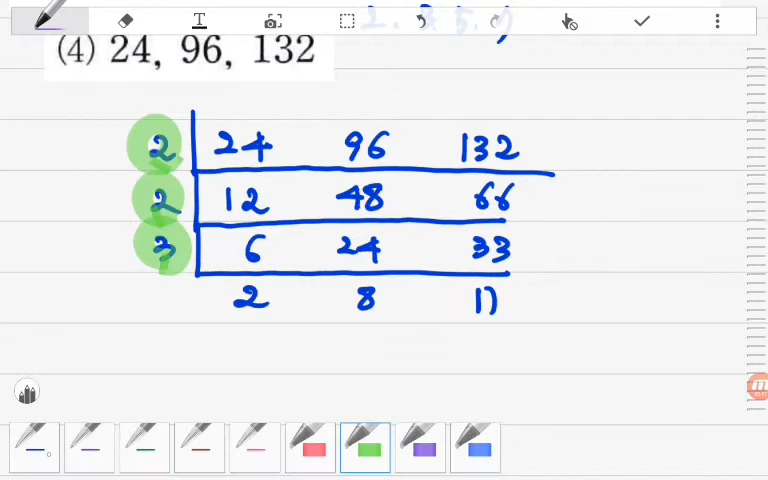 (4) 24, 96, 132
2 24 96 132
2 12 48 66
3 6 24 33
2 8 11